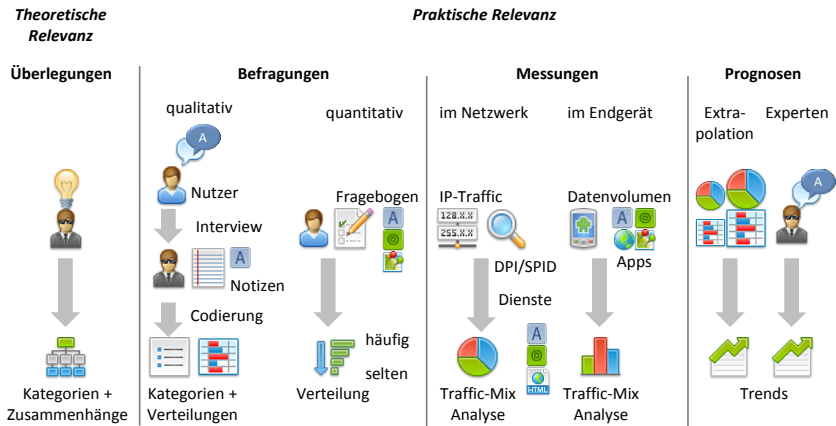 Theoretische
Relevanz
Praktische Relevanz
Überlegungen
Befragungen
Messungen
Prognosen
qualitativ
quantitativ
im Netzwerk
im Endgerät
Extra-
polation
Experten
A
A
Nutzer
Fragebogen
IP-Traffic
Datenvolumen
128.X.X
255.X.X
A
A
Interview
A
Notizen
DPI/SPID
Apps
Dienste
Codierung
A
HTML
häufig
selten
Kategorien +
Zusammenhänge
Kategorien +
Verteilungen
Verteilung
Traffic-Mix
Analyse
Traffic-Mix
Analyse
Trends